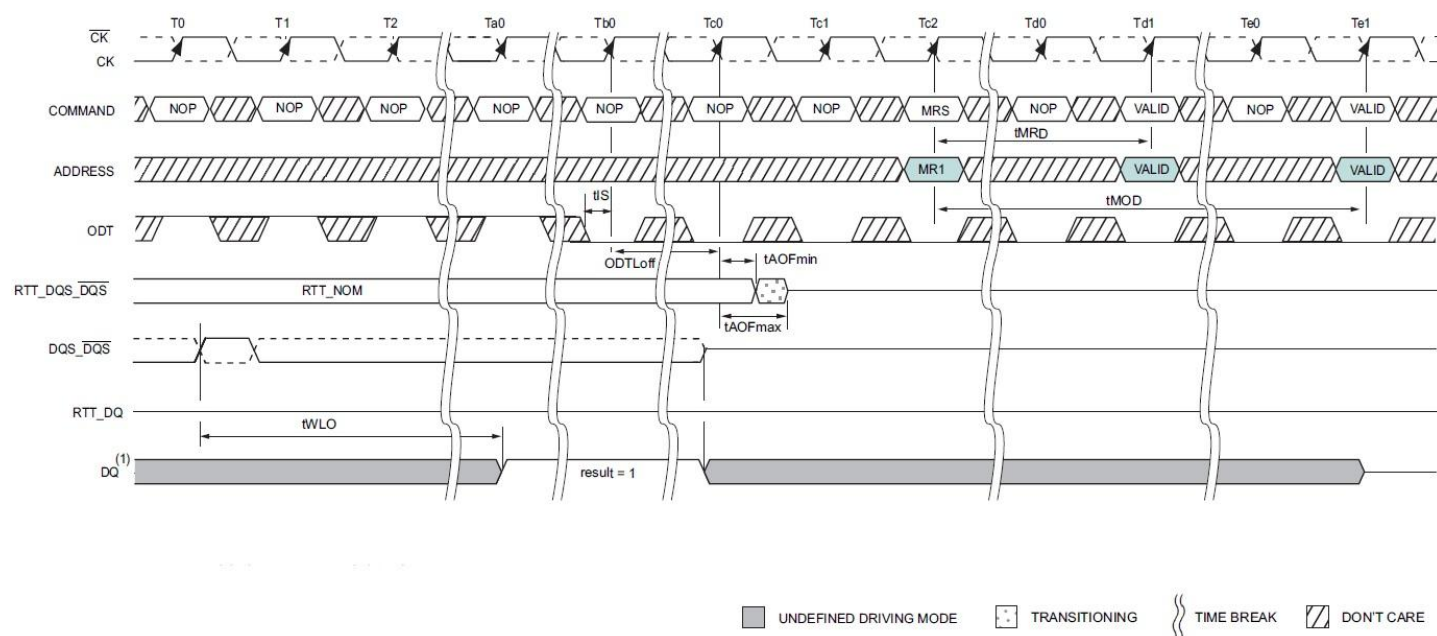 T0 T1 T2 Ta0 Tb0 Tc0 Tc1 Tc2 Td0 Td1 Te0 Te1
CK
CK
COMMAND NOP NOP NOP NOP NOP NOP NOP MRS NOP VALID NOP VALID
tMRD
ADDRESS MR1 VALID VALID
tIS tMOD
ODT
ODTLoff tAOFmin
RTT_DQS_DQS RTT_NOM
tAOFmax
DQS_DQS
RTT_DQ
tWLO
DQ(1) result = 1
UNDEFINED DRIVING MODE TRANSITIONING TIME BREAK DON'T CARE